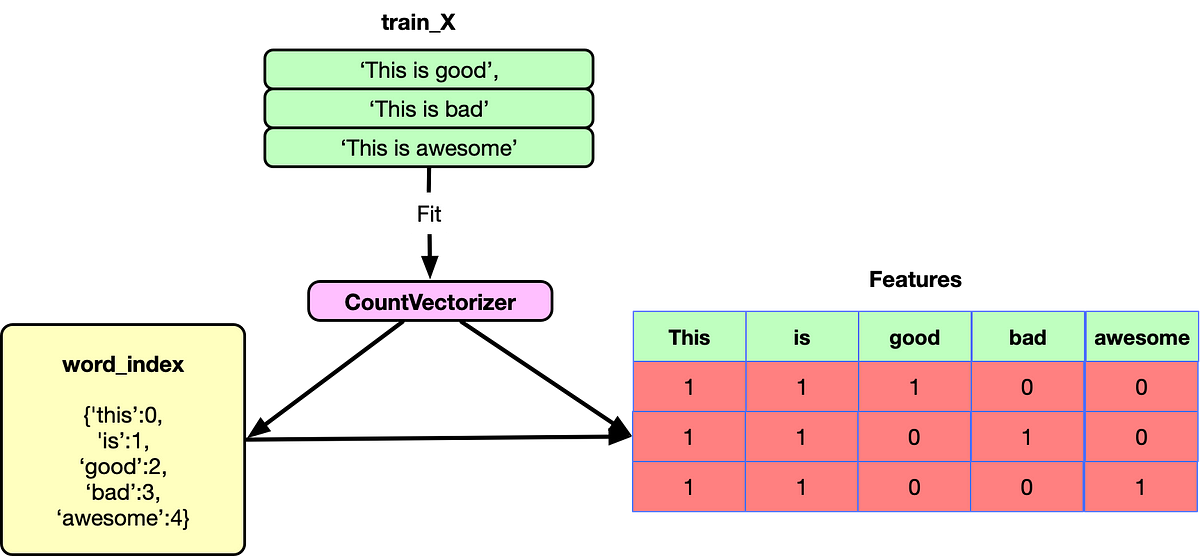 train_X
‘This is good’,
‘This is bad’
‘This is awesome’
Fit
CountVectorizer
word_index
{'this’:0,
'is’:1,
‘good’:2,
‘bad’:3,
‘awesome’:4}
Features
This is good bad awesome
1 1 1 0 0
1 1 0 1 0
1 1 0 0 1